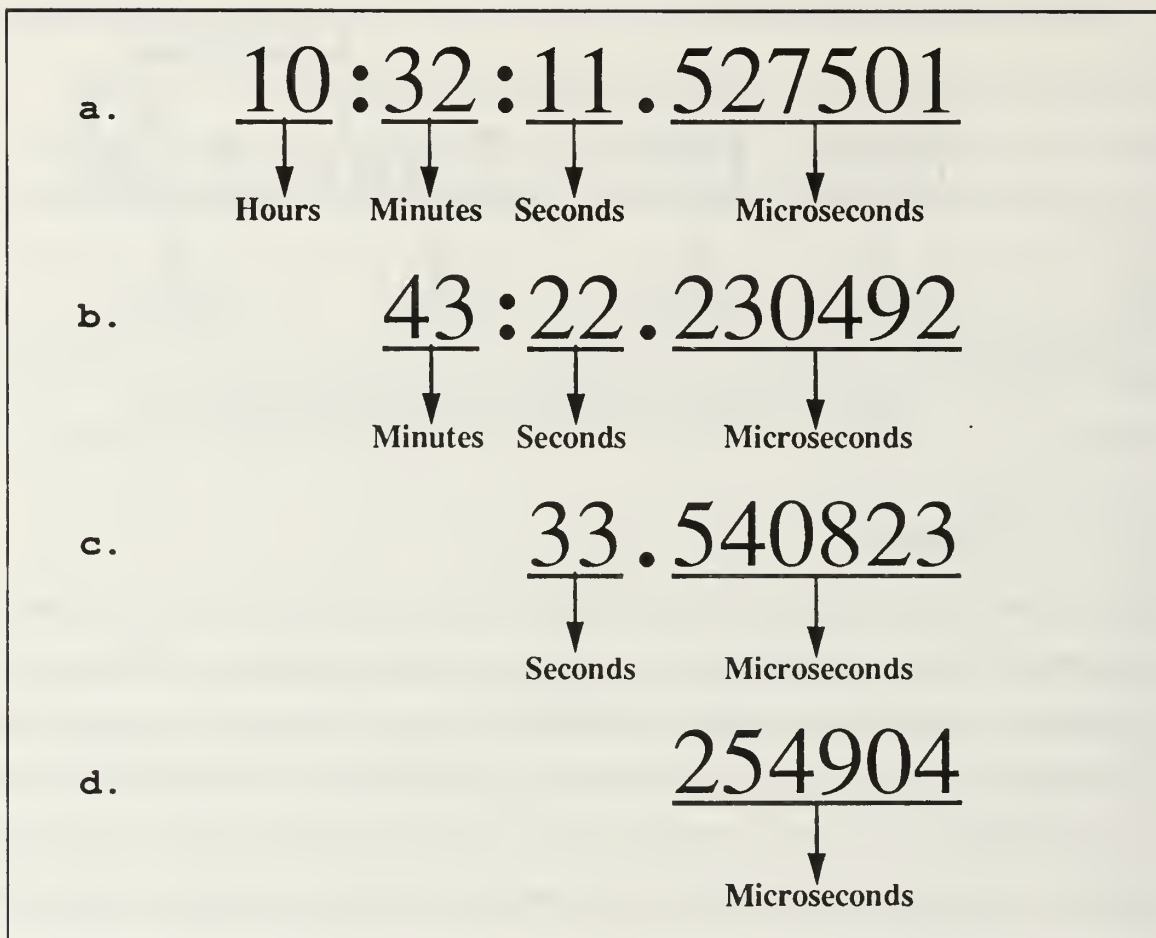 a. 10:32:11.527501
Hours Minutes Seconds Microseconds
b. 43:22.230492
Minutes Seconds Microseconds
c. 33.540823
Seconds Microseconds
d. 254904
Microseconds